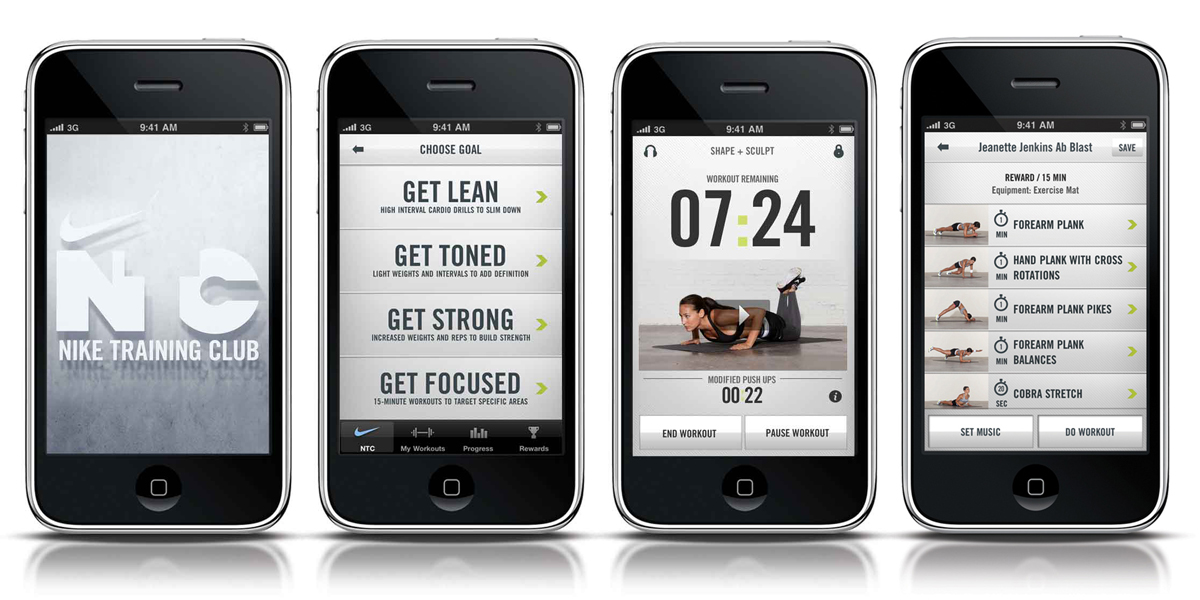 3G 9:41 AM
NTC
NIKE TRAINING CLUB
3G 9:41 AM
CHOOSE GOAL
GET LEAN
HIGH INTERVAL CARDIO DRILLS TO SLIM DOWN
GET TONED
LIGHT WEIGHTS AND INTERVALS TO ADD DEFINITION
GET STRONG
INCREASED WEIGHTS AND REPS TO BUILD STRENGTH
GET FOCUSED
15-MINUTE WORKOUTS TO TARGET SPECIFIC AREAS
NTC My Workouts Progress Rewards
3G 9:41 AM
SHAPE + SCULPT
WORKOUT REMAINING
07:24
MODIFIED PUSH UPS
00:22
END WORKOUT PAUSE WORKOUT
3G 9:41 AM
Jeanette Jenkins Ab Blast SAVE
REWARD / 15 MIN
Equipment: Exercise Mat
1 MIN FOREARM PLANK
1 MIN HAND PLANK WITH CROSS
ROTATIONS
1 MIN FOREARM PLANK PIKES
1 MIN FOREARM PLANK
BALANCES
20 SEC COBRA STRETCH
SET MUSIC DO WORKOUT